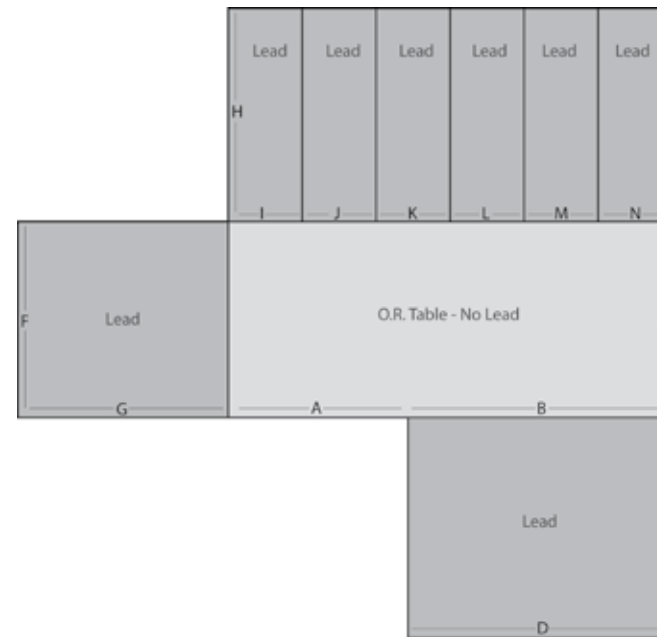 Lead Lead Lead Lead Lead Lead
H
I J K L M N
O.R. Table - No Lead
F Lead
G A B
Lead
D